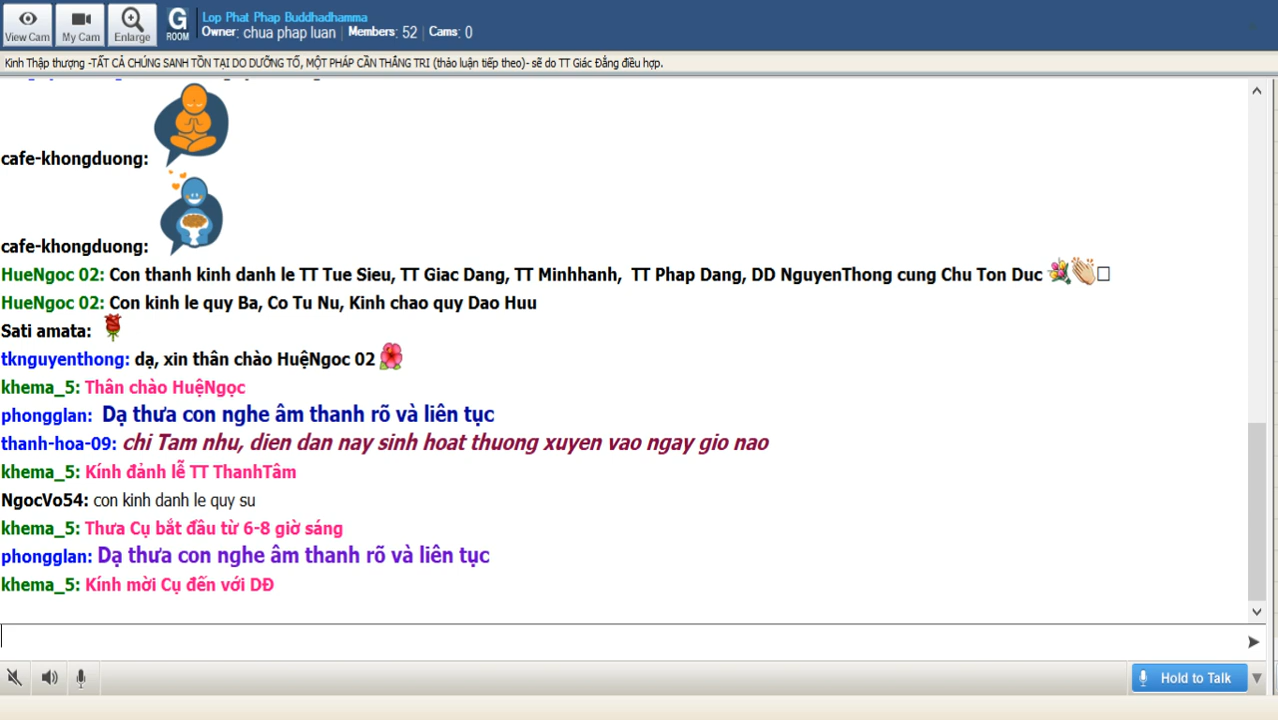 View Cam
My Cam
Enlarge
G
ROOM
Lop Phat Phap Buddhadhamma
Owner: chua phap luan | Members: 52 | Cams: 0
Kinh Thập thượng -TẤT CẢ CHÚNG SANH TỒN TẠI DO DƯỠNG TỐ, MỘT PHÁP CẦN THẮNG TRI (thảo luận tiếp theo)- sẽ do TT Giác Đẳng điều hợp.
cafe-khongduong:
cafe-khongduong:
HueNgoc 02: Con thanh kinh danh le TT Tue Sieu, TT Giac Dang, TT Minhhanh, TT Phap Dang, DD NguyenThong cung Chu Ton Duc
HueNgoc 02: Con kinh le quy Ba, Co Tu Nu, Kinh chao quy Dao Huu
Sati amata:
tknguyenthong: dạ, xin thân chào HuệNgoc 02
khema_5: Thân chào HuệNgọc
phongglan: Dạ thưa con nghe âm thanh rõ và liên tục
thanh-hoa-09: chi Tam nhu, dien dan nay sinh hoat thuong xuyen vao ngay gio nao
khema_5: Kính đảnh lễ TT ThanhTâm
NgocVo54: con kinh danh le quy su
khema_5: Thưa Cụ bắt đầu từ 6-8 giờ sáng
phongglan: Dạ thưa con nghe âm thanh rõ và liên tục
khema_5: Kính mời Cụ đến với DĐ
Hold to Talk